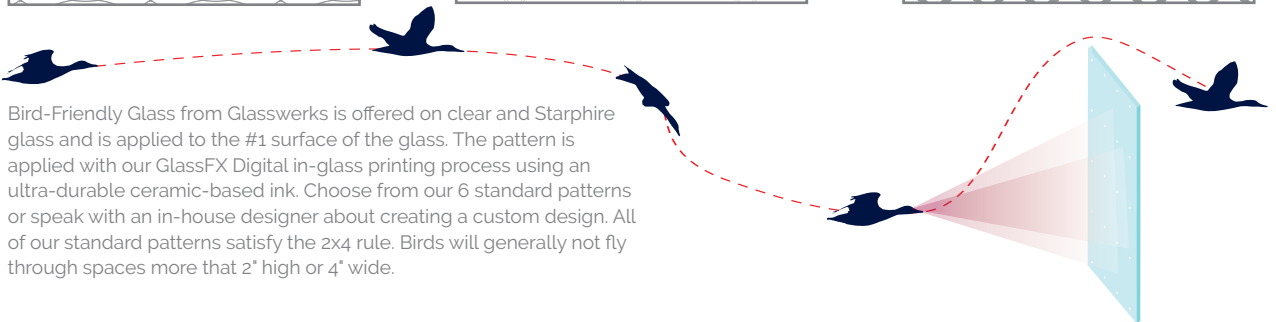 Bird-Friendly Glass from Glasswerks is offered on clear and Starphire
glass and is applied to the #1 surface of the glass. The pattern is
applied with our GlassFX Digital in-glass printing process using an
ultra-durable ceramic-based ink. Choose from our 6 standard patterns
or speak with an in-house designer about creating a custom design. All
of our standard patterns satisfy the 2x4 rule. Birds will generally not fly
through spaces more that 2" high or 4" wide.